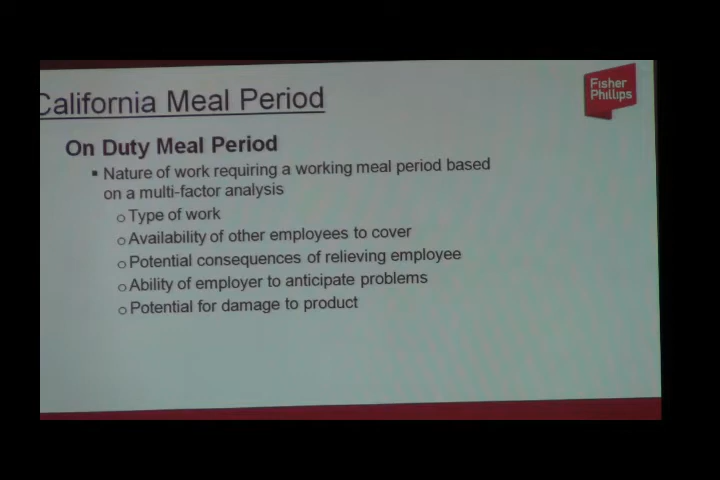 California Meal Period
Fisher
Phillips
On Duty Meal Period
▪ Nature of work requiring a working meal period based
on a multi-factor analysis
o Type of work
o Availability of other employees to cover
o Potential consequences of relieving employee
o Ability of employer to anticipate problems
o Potential for damage to product